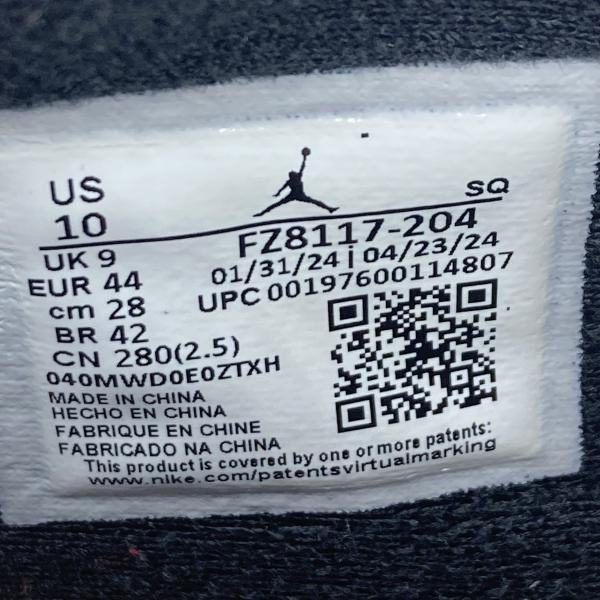 US
10
SQ
UK 9
FZ8117-204
EUR 44
01/31/24 | 04/23/24
cm 28
UPC 00197600114807
BR 42
CN 280(2.5)
040MWD0E0ZTXH
MADE IN CHINA
HECHO EN CHINA
FABRIQUE EN CHINE
FABRICADO NA CHINA
This product is covered by one or more patents:
www.nike.com/patentsvirtualmarking